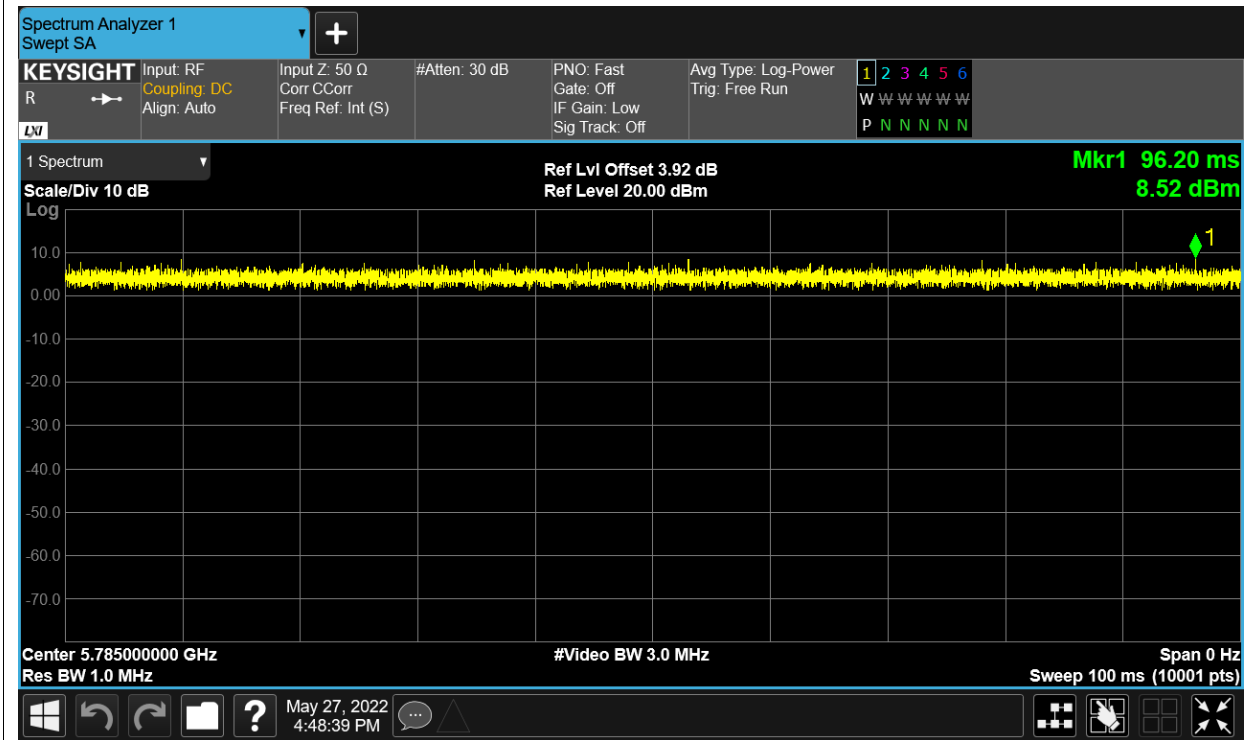 Spectrum Analyzer 1
Swept SA
KEYSIGHT
R
LXI
Input: RF
Coupling: DC
Align: Auto
Input Z: 50 Ω
Corr CCorr
Freq Ref: Int (S)
#Atten: 30 dB
PNO: Fast
Gate: Off
IF Gain: Low
Sig Track: Off
Avg Type: Log-Power
Trig: Free Run
1 2 3 4 5 6
W W W W W W
P N N N N N
1 Spectrum
Scale/Div 10 dB
Ref Lvl Offset 3.92 dB
Ref Level 20.00 dBm
Mkr1 96.20 ms
8.52 dBm
Log
1
10.0
0.00
-10.0
-20.0
-30.0
-40.0
-50.0
-60.0
-70.0
Center 5.785000000 GHz
#Video BW 3.0 MHz
Span 0 Hz
Res BW 1.0 MHz
Sweep 100 ms (10001 pts)
?
May 27, 2022
4:48:39 PM